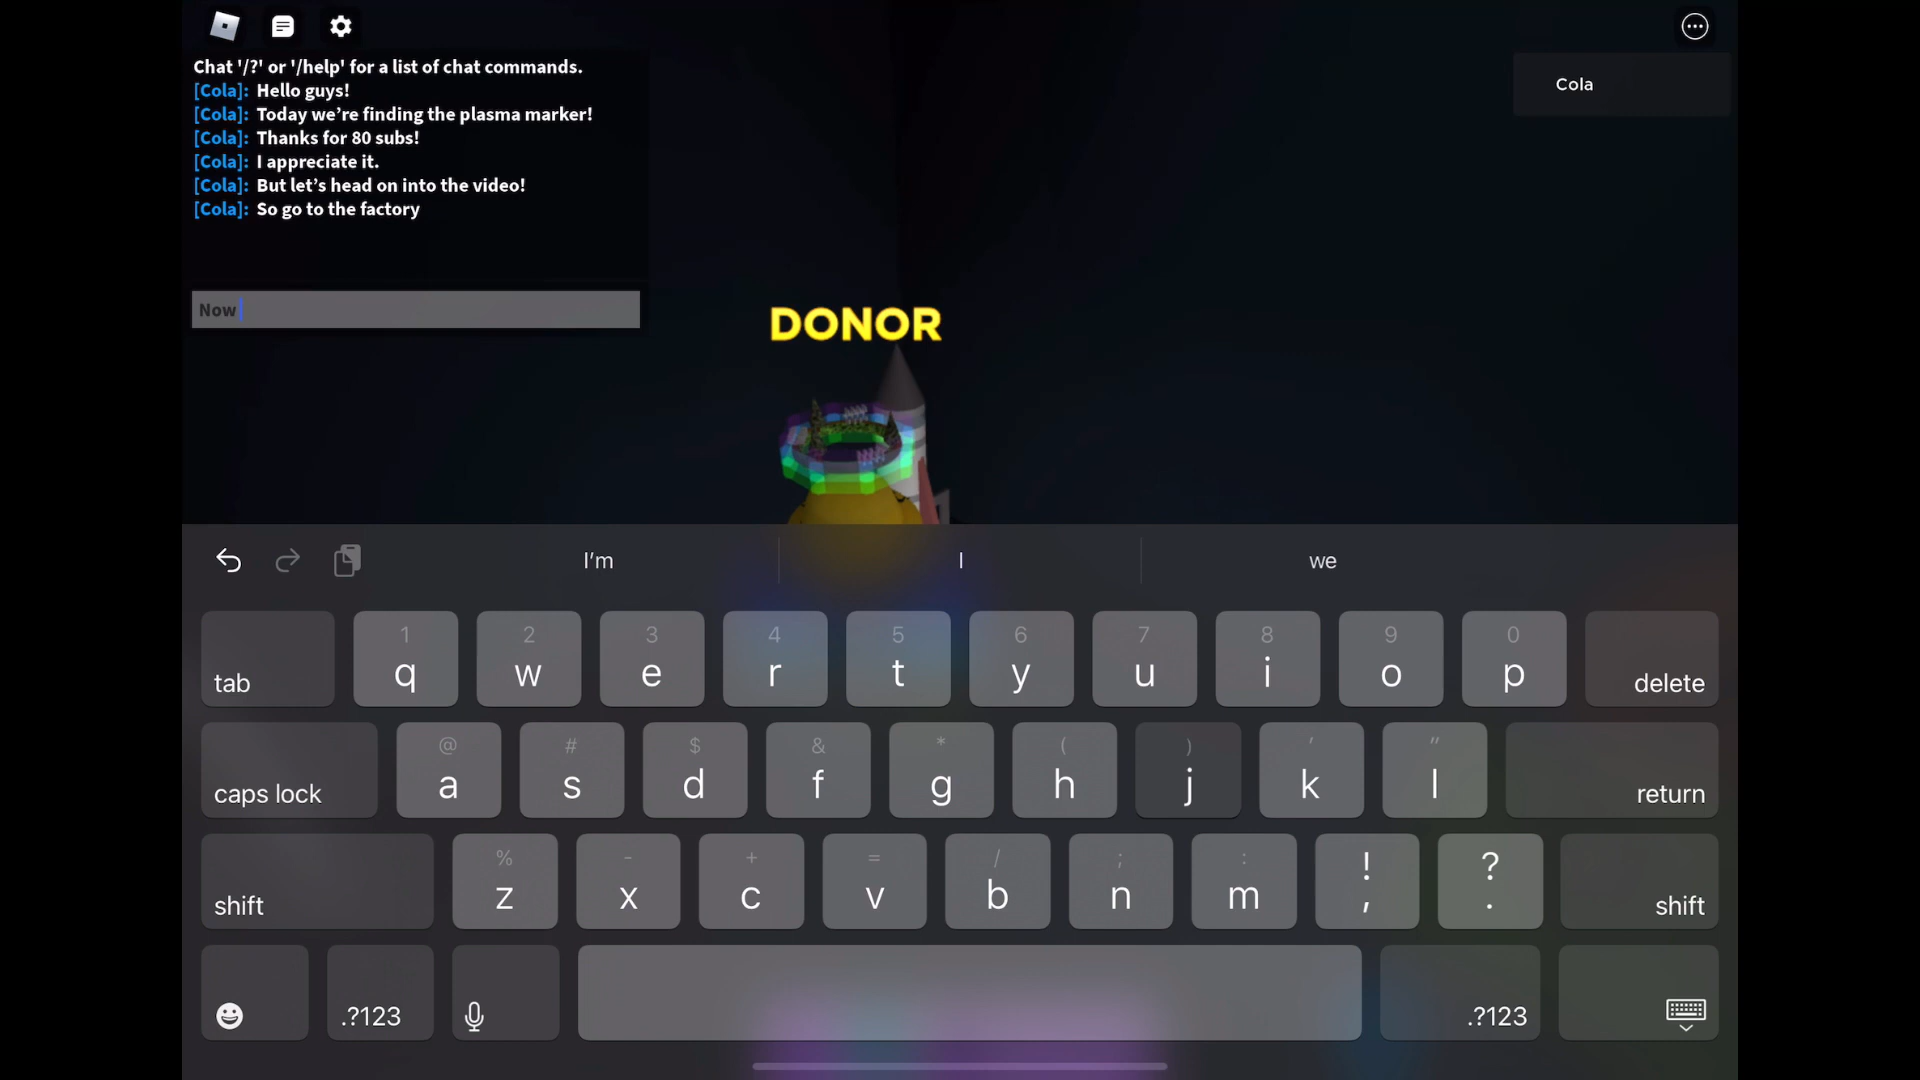 Chat '/?' or '/help' for a list of chat commands.
[Cola]: Hello guys!
[Cola]: Today we’re finding the plasma marker!
[Cola]: Thanks for 80 subs!
[Cola]: I appreciate it.
[Cola]: But let’s head on into the video!
[Cola]: So go to the factory
Cola
Now
DONOR
I’m I we
1 2 3 4 5 6 7 8 9 0
tab q w e r t y u i o p delete
@ # $ & * ( ) ' "
caps lock a s d f g h j k l return
% - + = / ; : ! ?
shift z x c v b n m , . shift
.?123 .?123